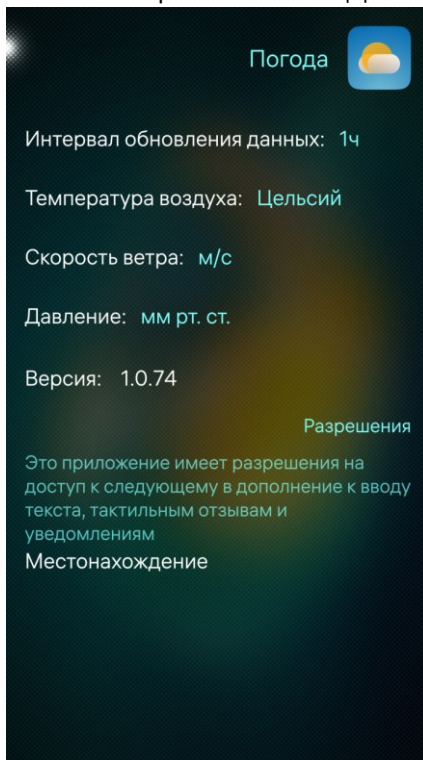 Погода
Интервал обновления данных: 1ч
Температура воздуха: Цельсий
Скорость ветра: м/с
Давление: мм рт. ст.
Версия: 1.0.74
Разрешения
Это приложение имеет разрешения на
доступ к следующему в дополнение к вводу
текста, тактильным отзывам и
уведомлениям
Местонахождение